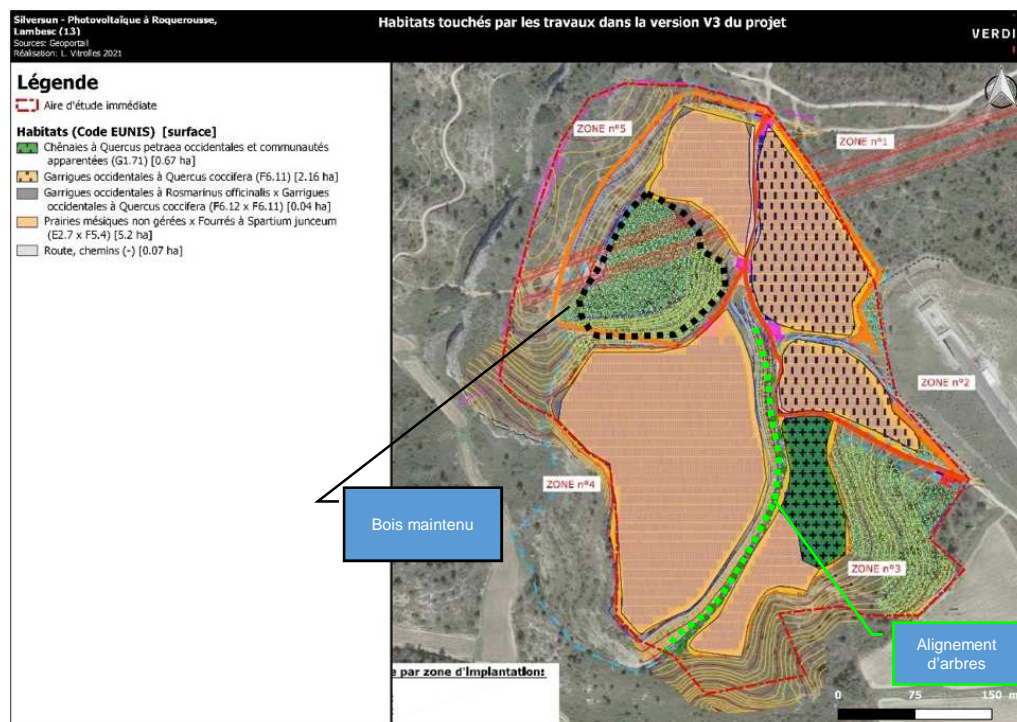 Silversun - Photovoltaïque à Roquerousse,
Lambesc (13)
Sources: Geoportail
Réalisation: L. Vitrolles 2021
Habitats touchés par les travaux dans la version V3 du projet
VERDI
Légende
Aire d'étude immédiate
Habitats (Code EUNIS) [surface]
Chênaies à Quercus petraea occidentales et communautés
apparentées (G1.71) [0.67 ha]
Garrigues occidentales à Quercus coccifera (F6.11) [2.16 ha]
Garrigues occidentales à Rosmarinus officinalis x Garrigues
occidentales à Quercus coccifera (F6.12 x F6.11) [0.04 ha]
Prairies mésiques non gérées x Fourrés à Spartium junceum
(E2.7 x F5.4) [5.2 ha]
Route, chemins (-) [0.07 ha]
ZONE n°5
ZONE n°1
ZONE n°2
ZONE n°4
ZONE n°3
Bois maintenu
Alignement
d'arbres
e par zone d'implantation:
0 75 150 m